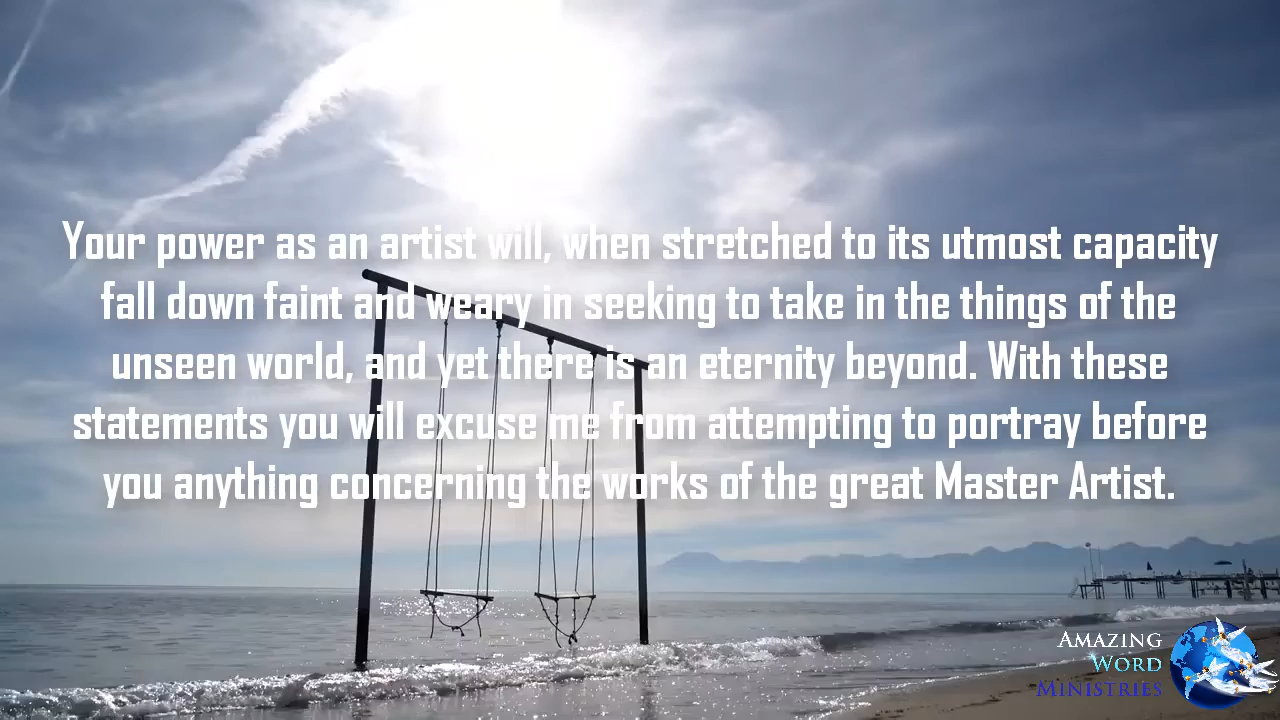 Your power as an artist will, when stretched to its utmost capacity
fall down faint and weary in seeking to take in the things of the
unseen world, and yet there is an eternity beyond. With these
statements you will excuse me from attempting to portray before
you anything concerning the works of the great Master Artist.
AMAZING
WORD
MINISTRIES